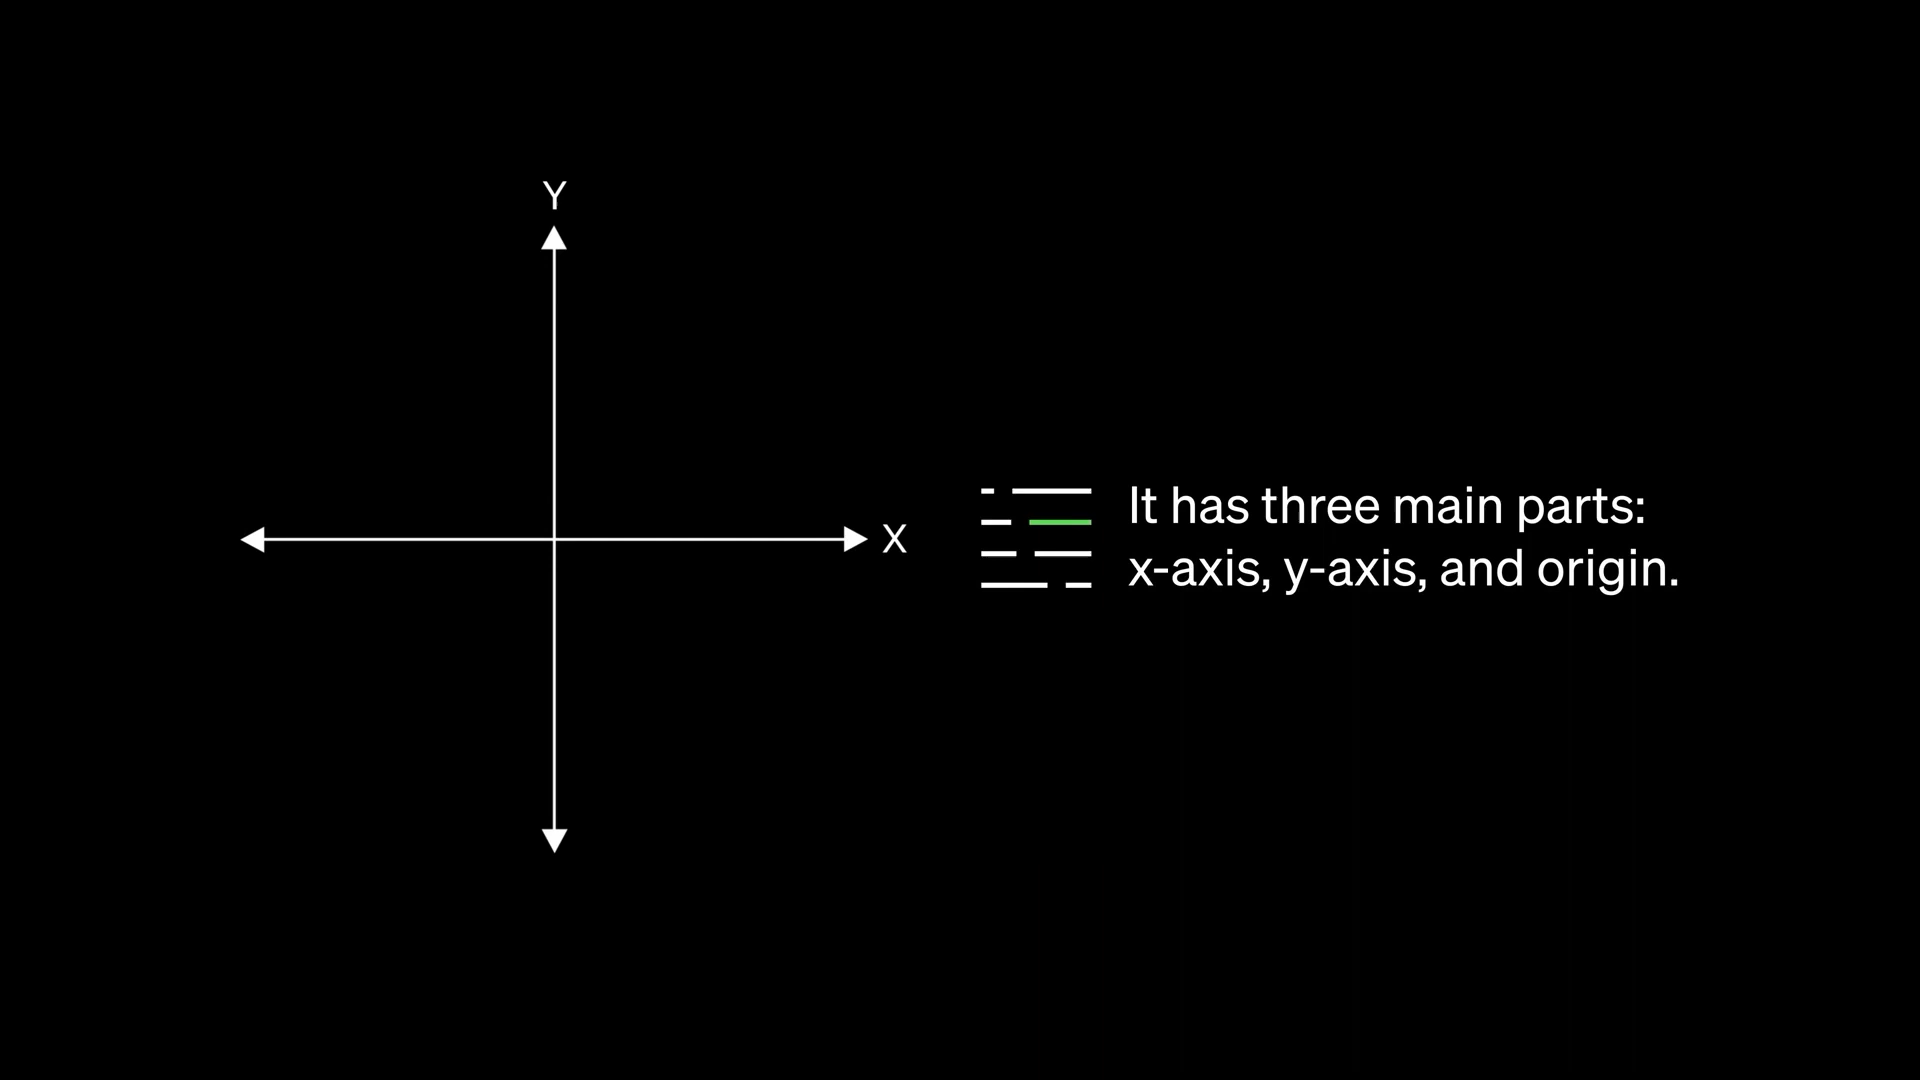 Y
X
It has three main parts:
x-axis, y-axis, and origin.